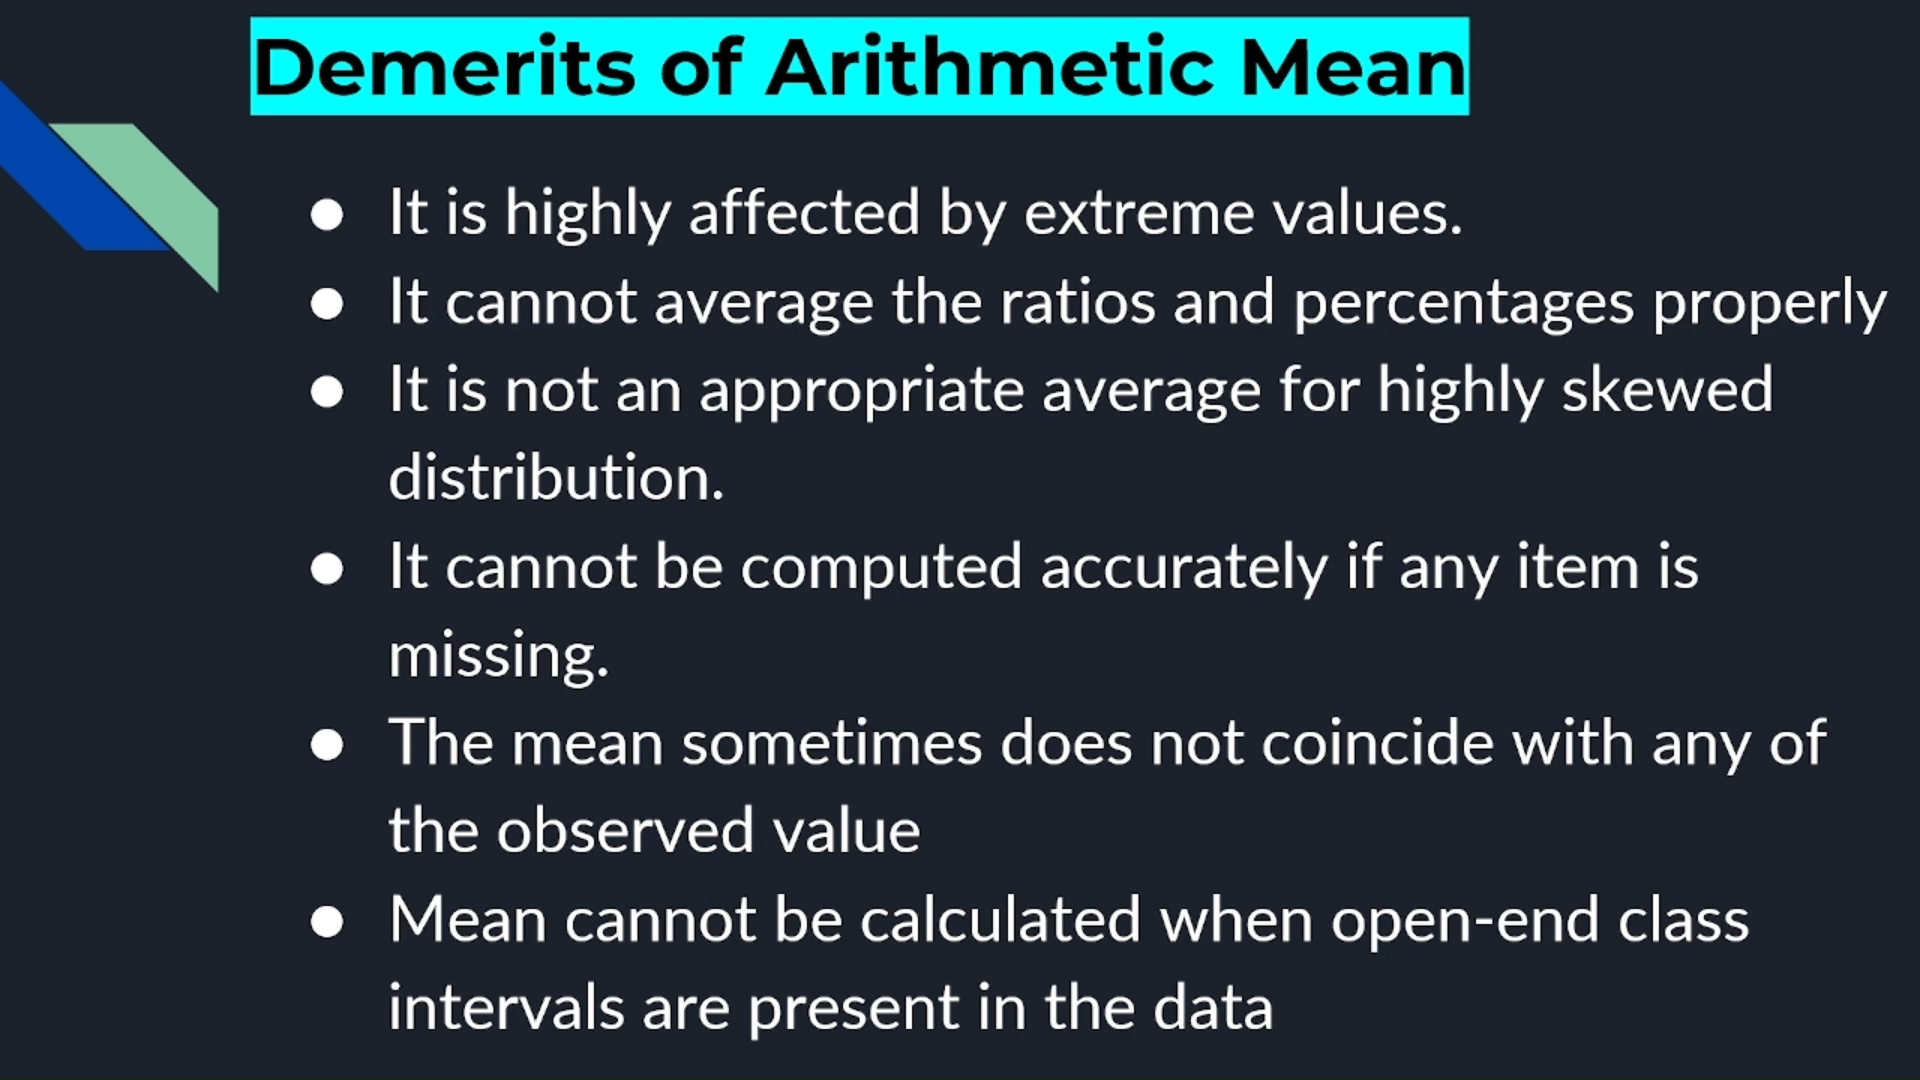 Demerits of Arithmetic Mean
● It is highly affected by extreme values.
● It cannot average the ratios and percentages properly
● It is not an appropriate average for highly skewed
distribution.
● It cannot be computed accurately if any item is
missing.
● The mean sometimes does not coincide with any of
the observed value
● Mean cannot be calculated when open-end class
intervals are present in the data